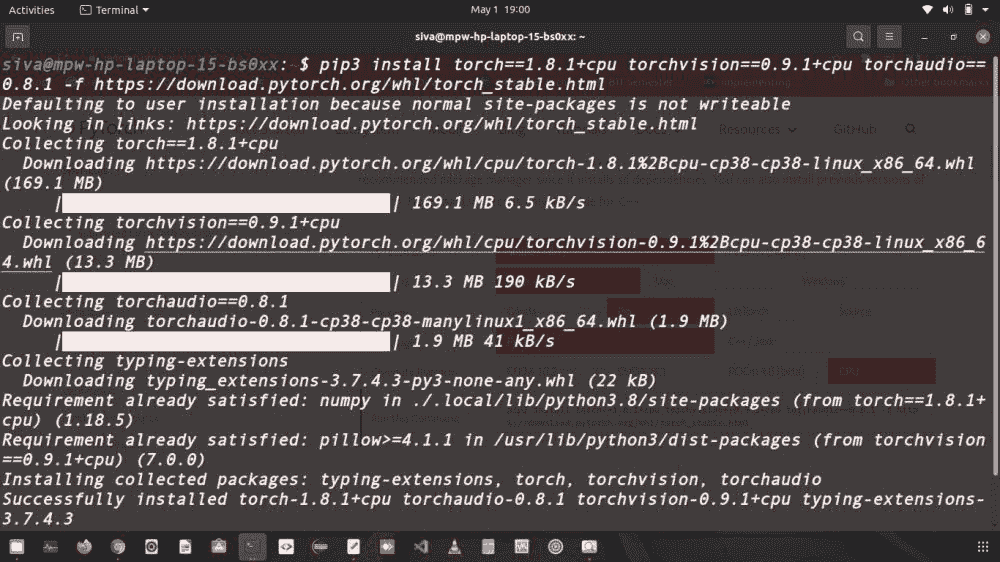 Activities Terminal May 1 19:00
siva@mpw-hp-laptop-15-bs0xx: ~
siva@mpw-hp-laptop-15-bs0xx:~$ pip3 install torch==1.8.1+cpu torchvision==0.9.1+cpu torchaudio==
0.8.1 -f https://download.pytorch.org/whl/torch_stable.html
Defaulting to user installation because normal site-packages is not writeable
Looking in links: https://download.pytorch.org/whl/torch_stable.html
Collecting torch==1.8.1+cpu
Downloading https://download.pytorch.org/whl/cpu/torch-1.8.1%2Bcpu-cp38-cp38-linux_x86_64.whl
(169.1 MB)
|| 169.1 MB 6.5 kB/s
Collecting torchvision==0.9.1+cpu
Downloading https://download.pytorch.org/whl/cpu/torchvision-0.9.1%2Bcpu-cp38-cp38-linux_x86_6
4.whl (13.3 MB)
|| 13.3 MB 190 kB/s
Collecting torchaudio==0.8.1
Downloading torchaudio-0.8.1-cp38-cp38-manylinux1_x86_64.whl (1.9 MB)
|| 1.9 MB 41 kB/s
Collecting typing-extensions
Downloading typing_extensions-3.7.4.3-py3-none-any.whl (22 kB)
Requirement already satisfied: numpy in ./.local/lib/python3.8/site-packages (from torch==1.8.1+
cpu) (1.18.5)
Requirement already satisfied: pillow>=4.1.1 in /usr/lib/python3/dist-packages (from torchvision
==0.9.1+cpu) (7.0.0)
Installing collected packages: typing-extensions, torch, torchvision, torchaudio
Successfully installed torch-1.8.1+cpu torchaudio-0.8.1 torchvision-0.9.1+cpu typing-extensions-
3.7.4.3